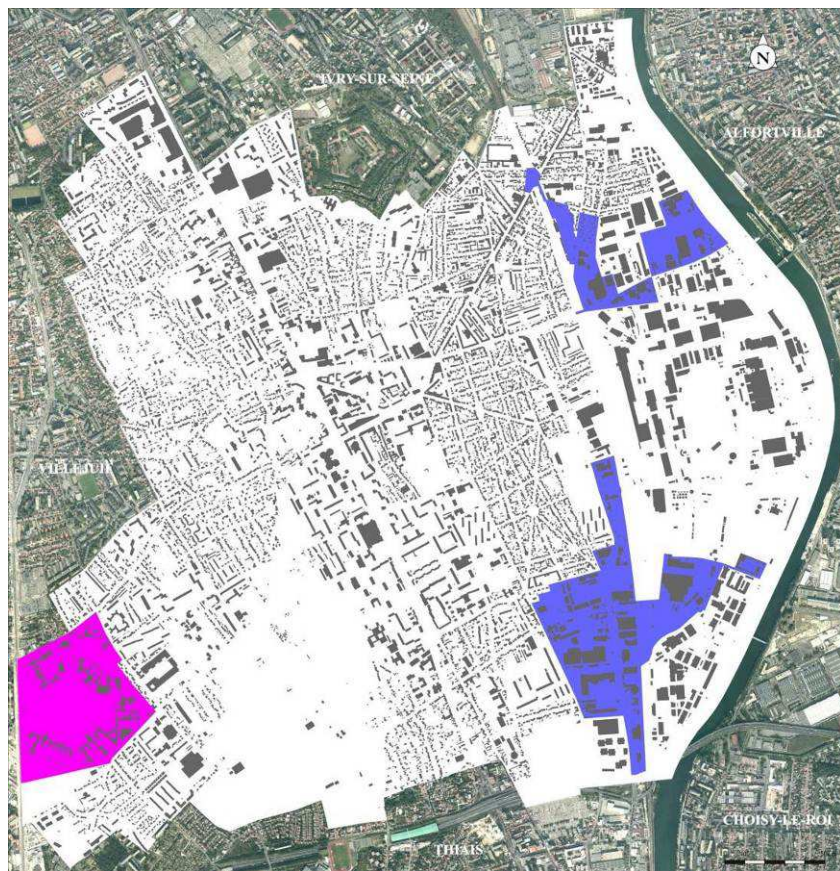 IVRY-SUR-SEINE
N
ALFORTVILLE
VILLEJUIF
CHOISY-LE-ROI
THIAIS